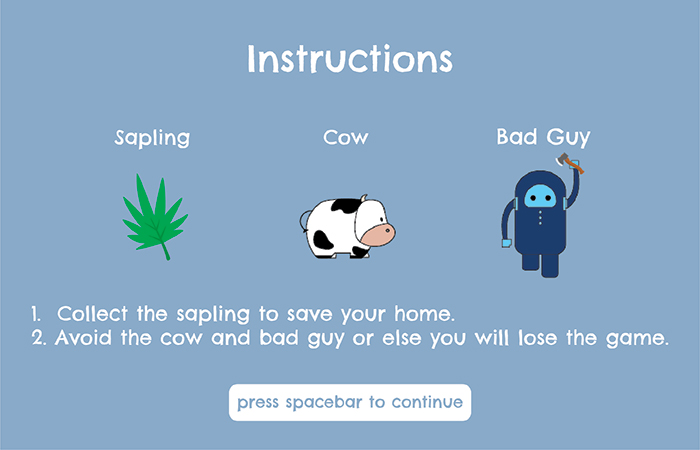 Instructions
Sapling Cow Bad Guy
1. Collect the sapling to save your home.
2. Avoid the cow and bad guy or else you will lose the game.
press spacebar to continue